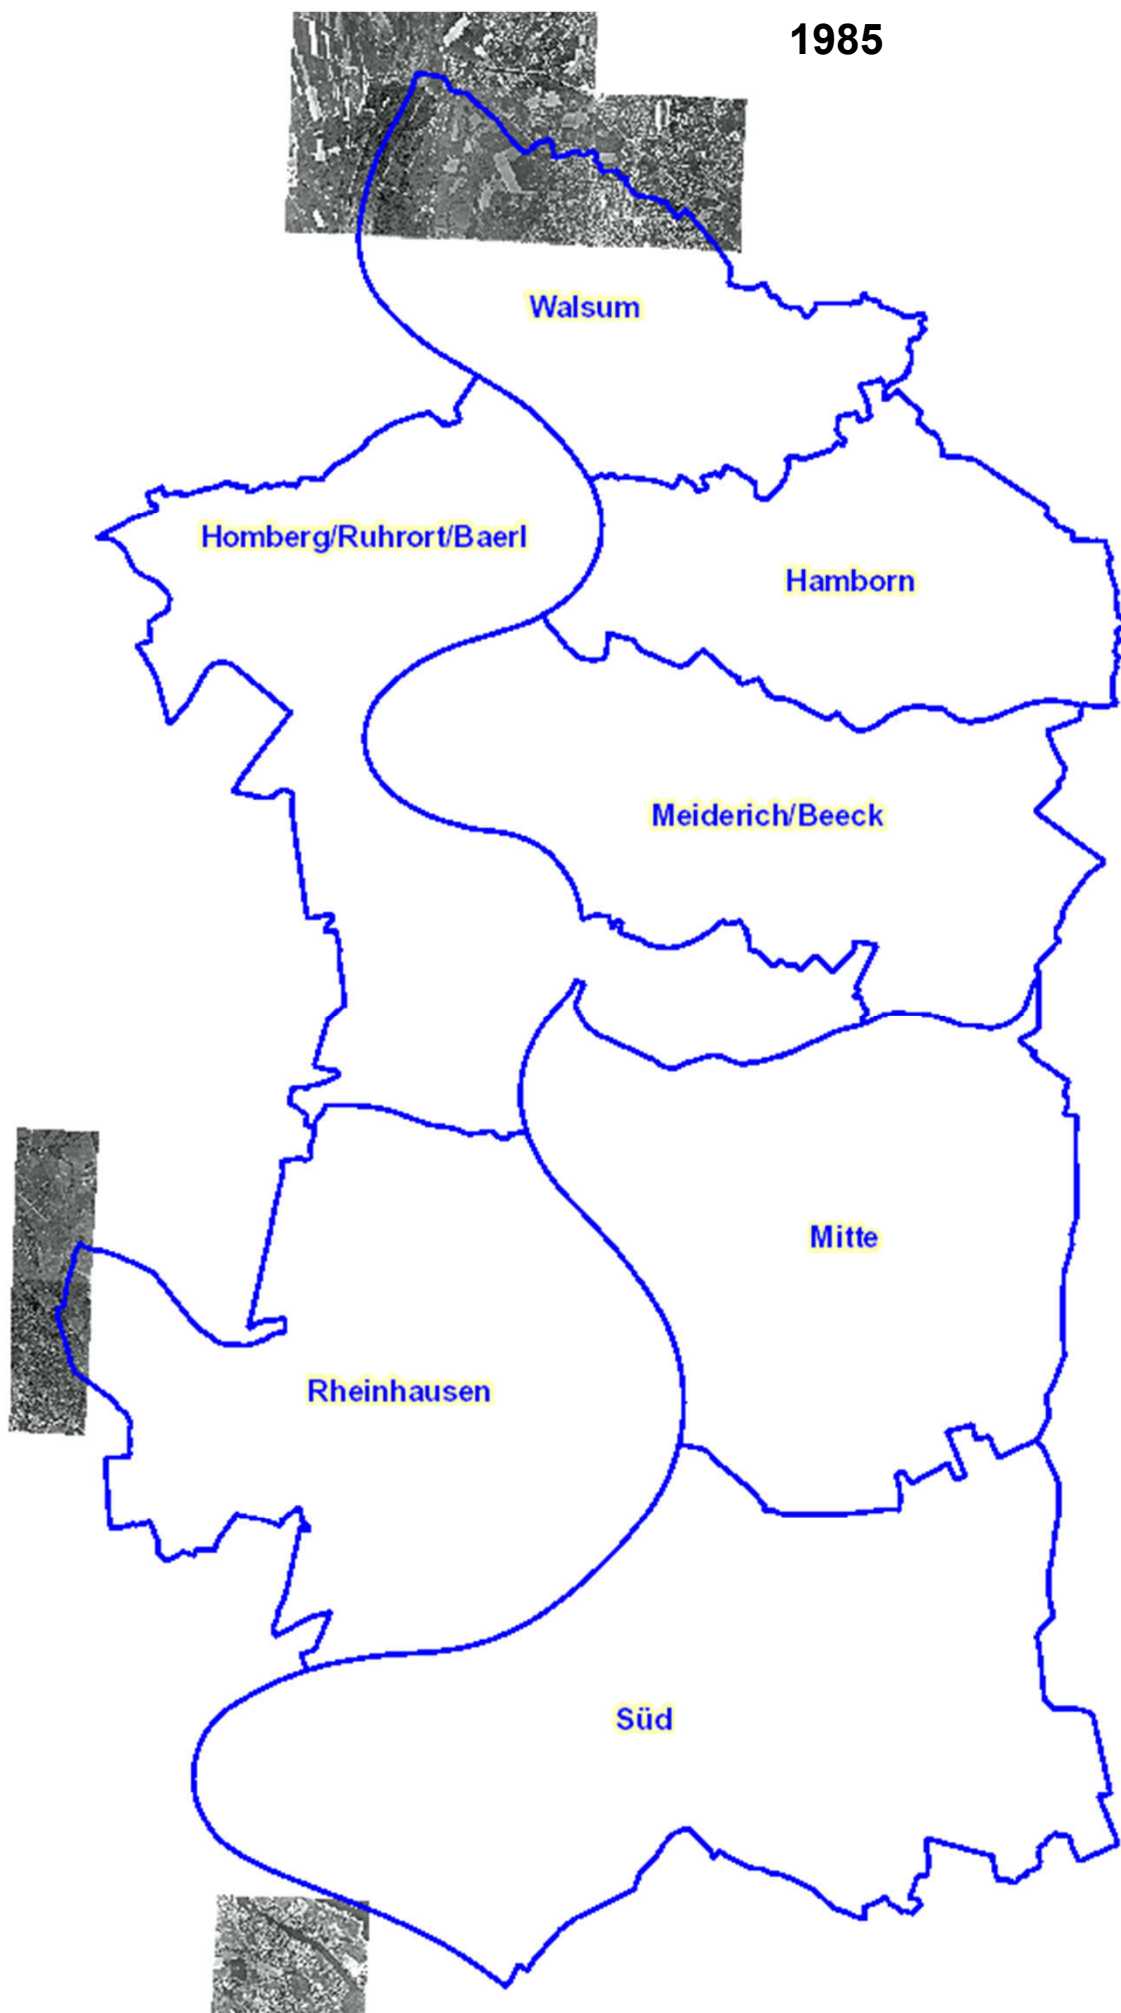 1985
Walsum
Homberg/Ruhrort/Baerl
Hamborn
Meiderich/Beeck
Mitte
Rheinhausen
Süd